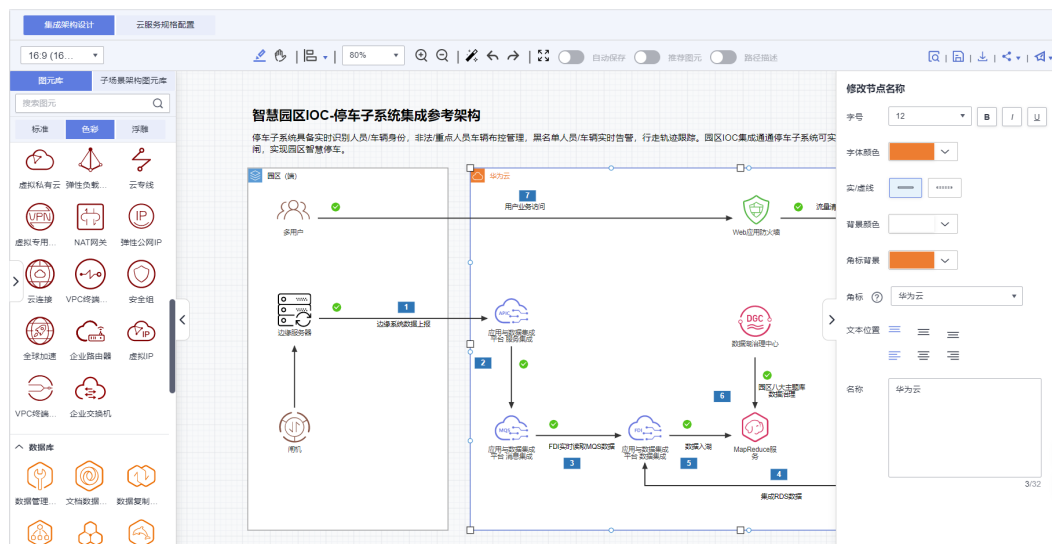 集成架构设计
云服务规格配置
16:9 (16...
80%
自动保存
推荐图元
路径描述
图元库
子场景架构图元库
搜索图元
标准
色彩
浮雕
虚拟私有云
弹性负载...
云专线
VPN
IP
虚拟专用...
NAT网关
弹性公网IP
云连接
VPC终端...
安全组
IP
全球加速
企业路由器
虚拟IP
VPC终端...
企业交换机
数据库
数据管理...
文档数据...
数据复制...
智慧园区IOC-停车子系统集成参考架构
停车子系统具备实时识别人员/车辆身份，非法/重点人员车辆布控管理，黑名单人员/车辆实时告警，行走轨迹跟踪。园区IOC集成通通停车子系统可实
闸，实现园区智慧停车。
园区（端）
华为云
7
用户业务访问
多用户
Web应用防火墙
流量清
1
边缘系统数据上报
边缘服务器
APIC
应用与数据集成
平台 服务集成
DGC
数据湖治理中心
2
园区八大主题库
数据治理
6
闸机
MQS
应用与数据集成
平台 消息集成
FDI实时读取MQS数据
3
FDI
应用与数据集成
平台 数据集成
数据入湖
5
MapReduce服
务
4
集成RDS数据
修改节点名称
字号
12
B
I
U
字体颜色
实/虚线
背景颜色
角标背景
角标
?
华为云
文本位置
名称
华为云
3/32